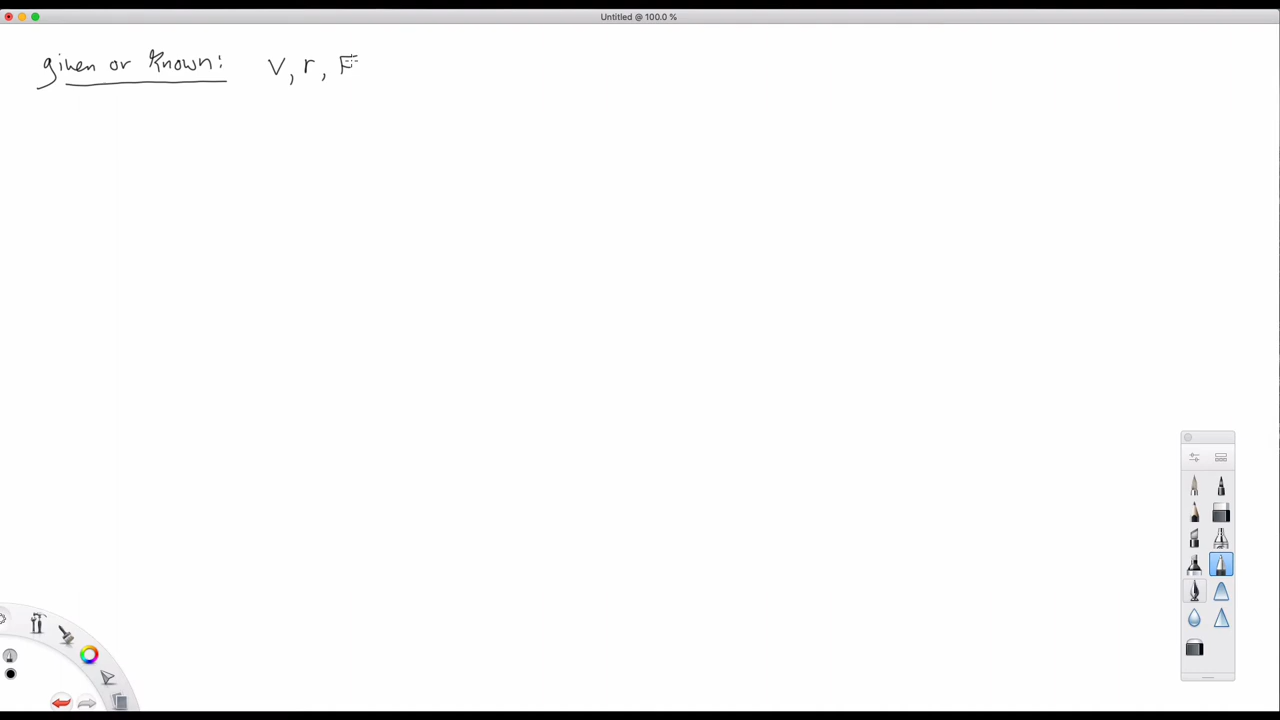 Untitled @ 100.0 %
given or known: V, r, F